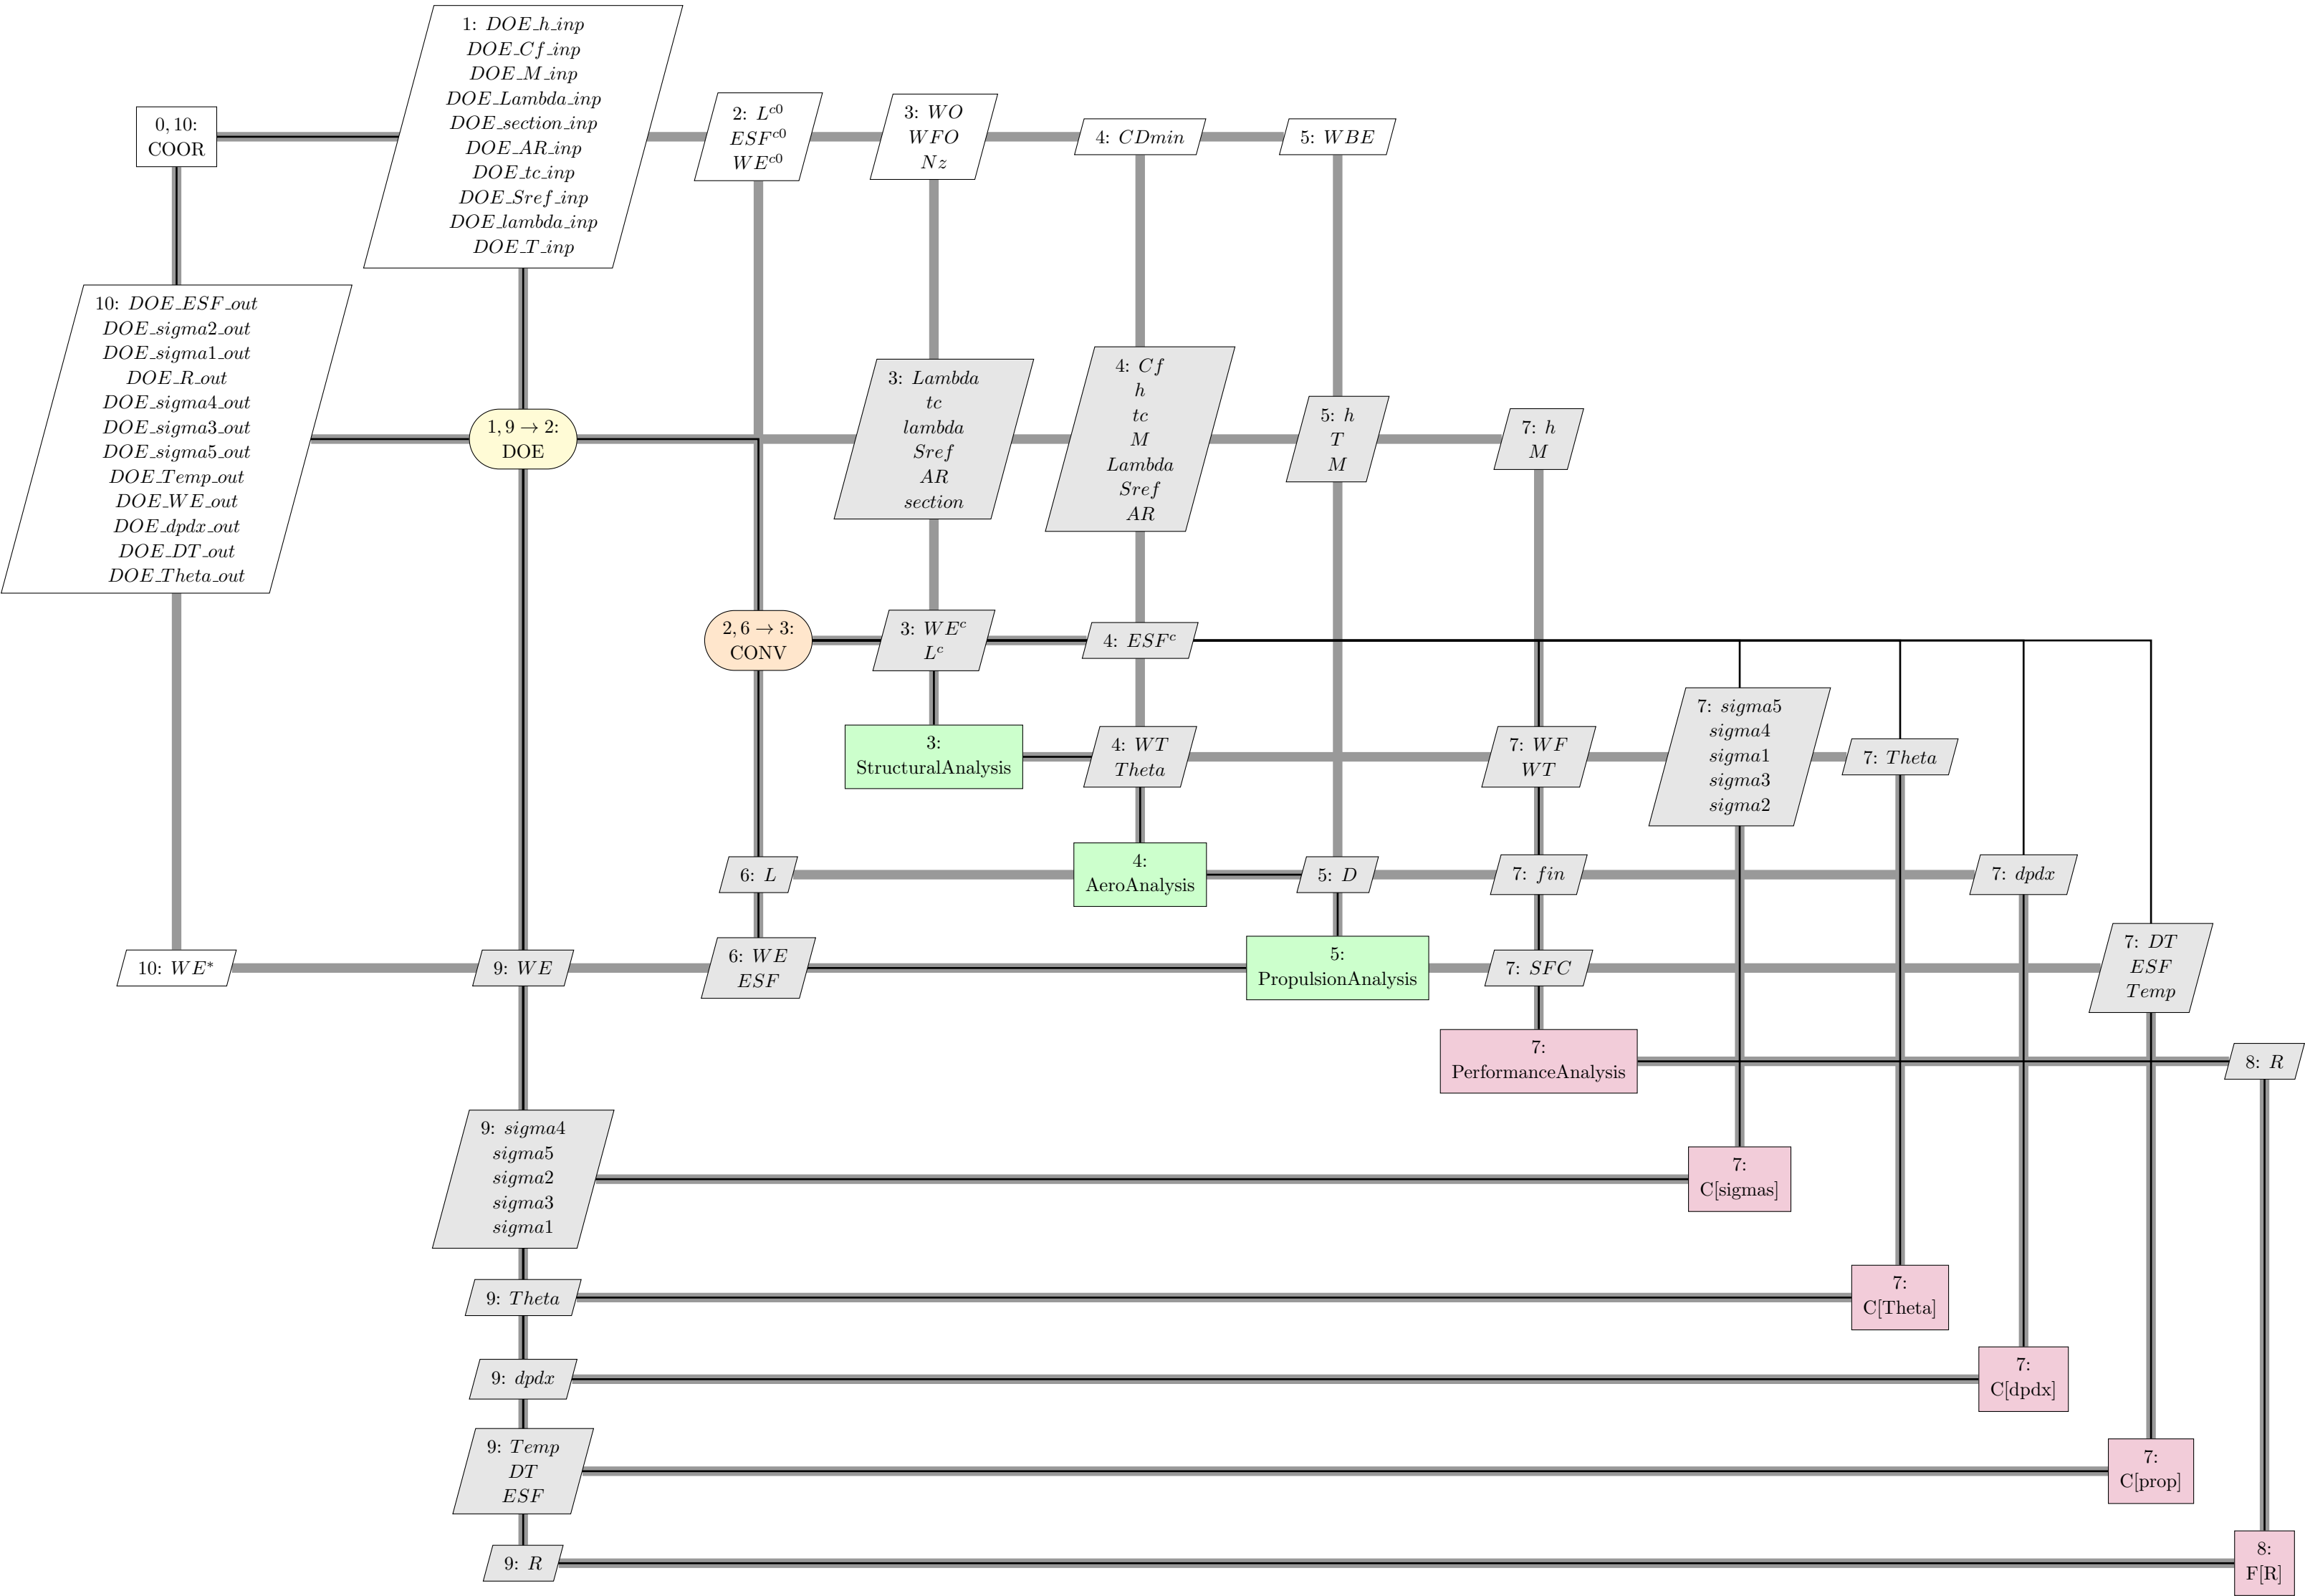 0, 10:
COOR
1: DOE_h_inp
DOE_Cf_inp
DOE_M_inp
DOE_Lambda_inp
DOE_section_inp
DOE_AR_inp
DOE_tc_inp
DOE_Sref_inp
DOE_lambda_inp
DOE_T_inp
2: L^{c0}
ESF^{c0}
WE^{c0}
3: WO
WFO
Nz
4: CDmin
5: WBE
10: DOE_ESF_out
DOE_sigma2_out
DOE_sigma1_out
DOE_R_out
DOE_sigma4_out
DOE_sigma3_out
DOE_sigma5_out
DOE_Temp_out
DOE_WE_out
DOE_dpdx_out
DOE_DT_out
DOE_Theta_out
1, 9 → 2:
DOE
3: Lambda
tc
lambda
Sref
AR
section
4: Cf
h
tc
M
Lambda
Sref
AR
5: h
T
M
7: h
M
2, 6 → 3:
CONV
3: WE^c
L^c
4: ESF^c
3:
StructuralAnalysis
4: WT
Theta
7: WF
WT
7: sigma5
sigma4
sigma1
sigma3
sigma2
7: Theta
6: L
4:
AeroAnalysis
5: D
7: fin
7: dpdx
10: WE*
9: WE
6: WE
ESF
5:
PropulsionAnalysis
7: SFC
7: DT
ESF
Temp
7:
PerformanceAnalysis
8: R
9: sigma4
sigma5
sigma2
sigma3
sigma1
7:
C[sigmas]
9: Theta
7:
C[Theta]
9: dpdx
7:
C[dpdx]
9: Temp
DT
ESF
7:
C[prop]
9: R
8:
F[R]